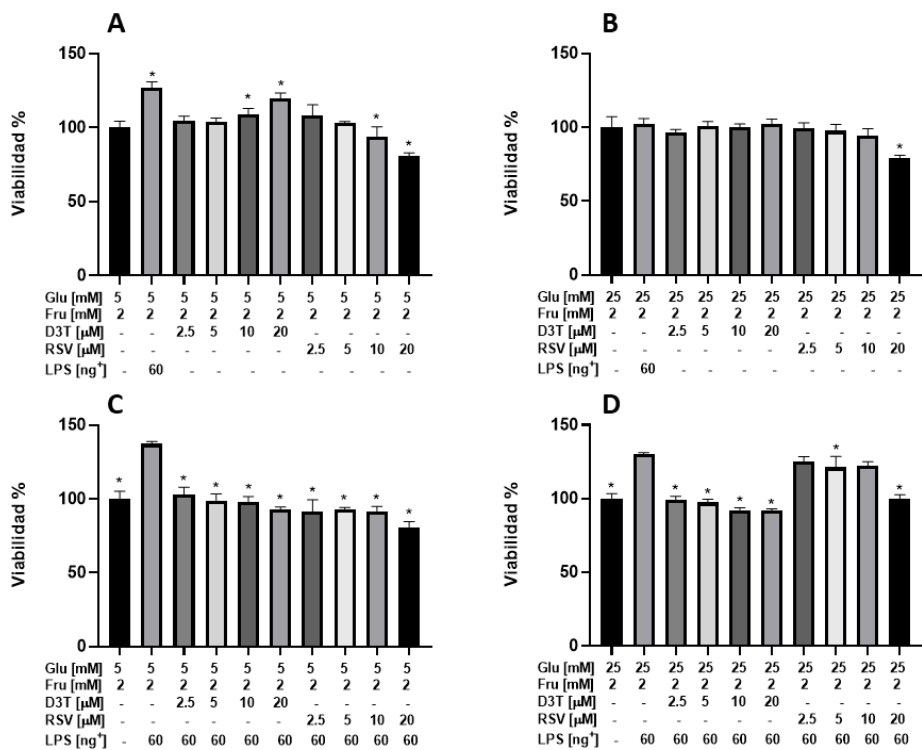 A
B
150
*
*
*
*
*
100
50
0
Viabilidad %
Glu [mM] 5 5 5 5 5 5 5 5 5 5
Fru [mM] 2 2 2 2 2 2 2 2 2 2
D3T [µM] - - 2.5 5 10 20 - - - -
RSV [µM] - - - - - - 2.5 5 10 20
LPS [ng⁺] - 60 - - - - - - - -
150
*
100
50
0
Viabilidad %
Glu [mM] 25 25 25 25 25 25 25 25 25 25
Fru [mM] 2 2 2 2 2 2 2 2 2 2
D3T [µM] - - 2.5 5 10 20 - - - -
RSV [µM] - - - - - - 2.5 5 10 20
LPS [ng⁺] - 60 - - - - - - - -
C
D
150
* * * * * * * * *
100
50
0
Viabilidad %
Glu [mM] 5 5 5 5 5 5 5 5 5 5
Fru [mM] 2 2 2 2 2 2 2 2 2 2
D3T [µM] - - 2.5 5 10 20 - - - -
RSV [µM] - - - - - - 2.5 5 10 20
LPS [ng⁺] - 60 60 60 60 60 60 60 60 60
150
* * * * * * *
100
50
0
Viabilidad %
Glu [mM] 25 25 25 25 25 25 25 25 25 25
Fru [mM] 2 2 2 2 2 2 2 2 2 2
D3T [µM] - - 2.5 5 10 20 - - - -
RSV [µM] - - - - - - 2.5 5 10 20
LPS [ng⁺] - 60 60 60 60 60 60 60 60 60